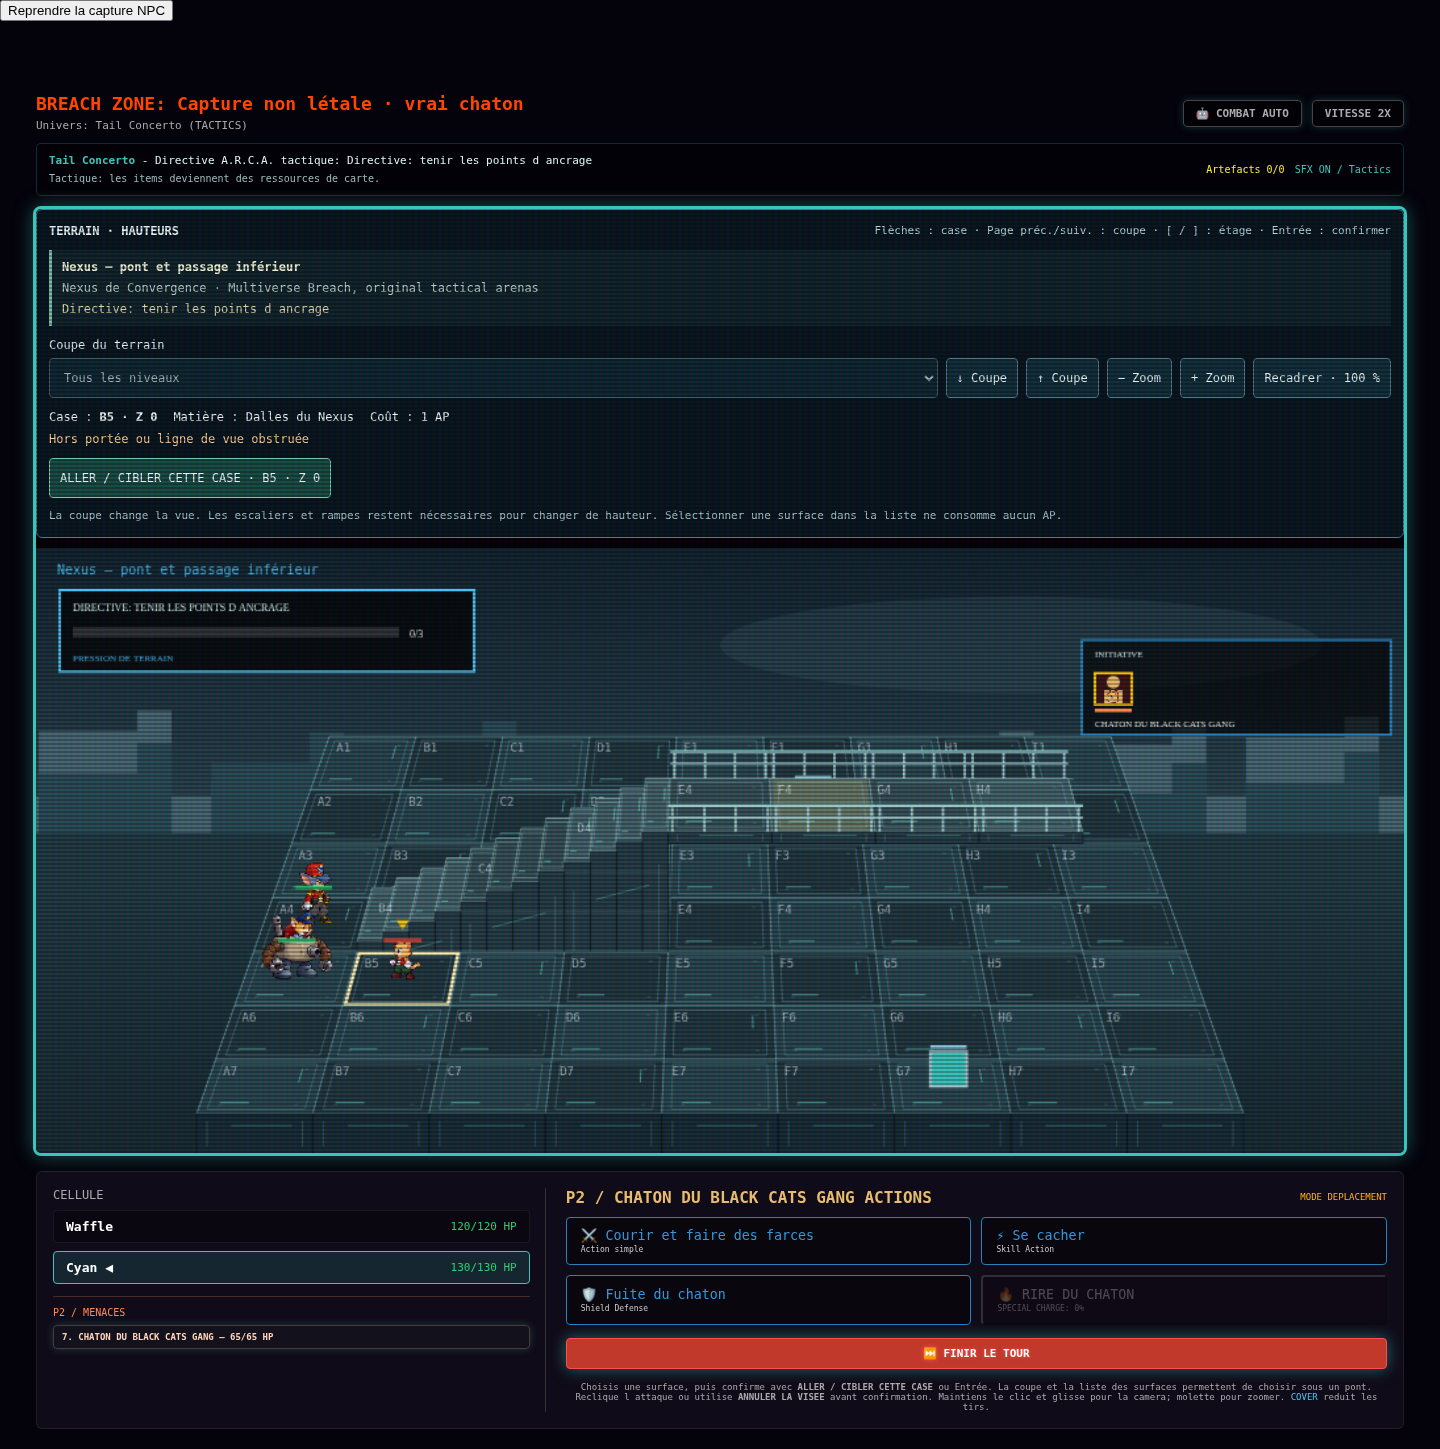 Reprendre la capture NPC
BREACH ZONE: Capture non létale · vrai chaton
Univers: Tail Concerto (TACTICS)
🤖 COMBAT AUTO
VITESSE 2X
Tail Concerto - Directive A.R.C.A. tactique: Directive: tenir les points d ancrage
Tactique: les items deviennent des ressources de carte.
Artefacts 0/0 SFX ON / Tactics
TERRAIN · HAUTEURS
Flèches : case · Page préc./suiv. : coupe · [ / ] : étage · Entrée : confirmer
Nexus — pont et passage inférieur
Nexus de Convergence · Multiverse Breach, original tactical arenas
Directive: tenir les points d ancrage
Coupe du terrain
Tous les niveaux
↓ Coupe
↑ Coupe
− Zoom
+ Zoom
Recadrer · 100 %
Case : B5 · Z 0 Matière : Dalles du Nexus Coût : 1 AP
Hors portée ou ligne de vue obstruée
ALLER / CIBLER CETTE CASE · B5 · Z 0
La coupe change la vue. Les escaliers et rampes restent nécessaires pour changer de hauteur. Sélectionner une surface dans la liste ne consomme aucun AP.
Nexus — pont et passage inférieur
DIRECTIVE: TENIR LES POINTS D ANCRAGE
0/3
PRESSION DE TERRAIN
INITIATIVE
CHATON DU BLACK CATS GANG
A1 B1 C1 D1 E1 F1 G1 H1 I1
E4 F4 G4 H4
A2 B2 C2
D4
A3 B3 C4 E3 F3 G3 H3 I3
A4 B4 E4 F4 G4 H4 I4
B5 C5 D5 E5 F5 G5 H5 I5
A6 B6 C6 D6 E6 F6 G6 H6 I6
A7 B7 C7 D7 E7 F7 G7 H7 I7
CELLULE
Waffle 120/120 HP
Cyan ◀ 130/130 HP
P2 / MENACES
7. CHATON DU BLACK CATS GANG — 65/65 HP
P2 / CHATON DU BLACK CATS GANG ACTIONS
MODE DEPLACEMENT
⚔️ Courir et faire des farces
Action simple
⚡ Se cacher
Skill Action
🛡️ Fuite du chaton
Shield Defense
🔥 RIRE DU CHATON
SPECIAL CHARGE: 0%
⏭️ FINIR LE TOUR
Choisis une surface, puis confirme avec ALLER / CIBLER CETTE CASE ou Entrée. La coupe et la liste des surfaces permettent de choisir sous un pont.
Reclique l attaque ou utilise ANNULER LA VISEE avant confirmation. Maintiens le clic et glisse pour la camera; molette pour zoomer. COVER reduit les
tirs.